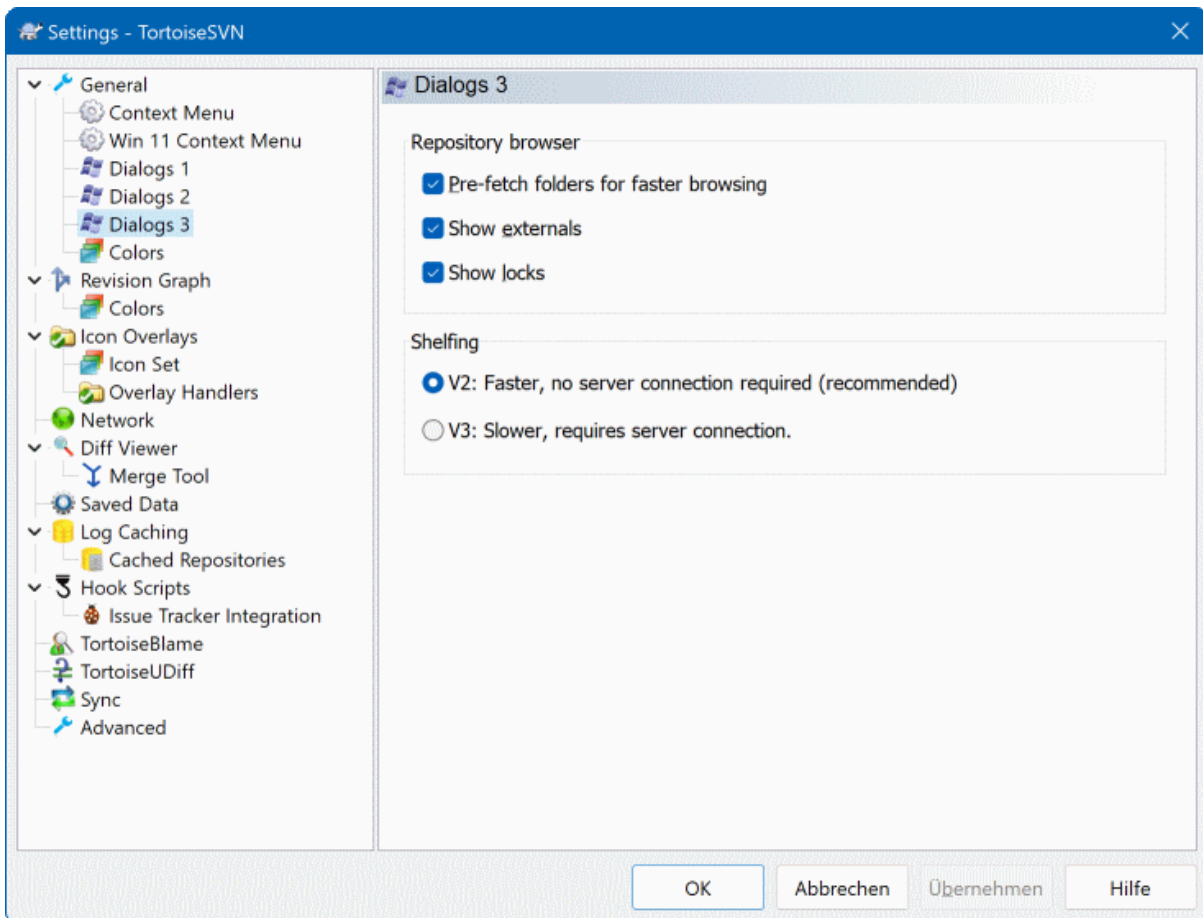 Settings - TortoiseSVN
General
Context Menu
Win 11 Context Menu
Dialogs 1
Dialogs 2
Dialogs 3
Colors
Revision Graph
Colors
Icon Overlays
Icon Set
Overlay Handlers
Network
Diff Viewer
Merge Tool
Saved Data
Log Caching
Cached Repositories
Hook Scripts
Issue Tracker Integration
TortoiseBlame
TortoiseUDiff
Sync
Advanced
Dialogs 3
Repository browser
Pre-fetch folders for faster browsing
Show externals
Show locks
Shelfing
V2: Faster, no server connection required (recommended)
V3: Slower, requires server connection.
OK
Abbrechen
Übernehmen
Hilfe